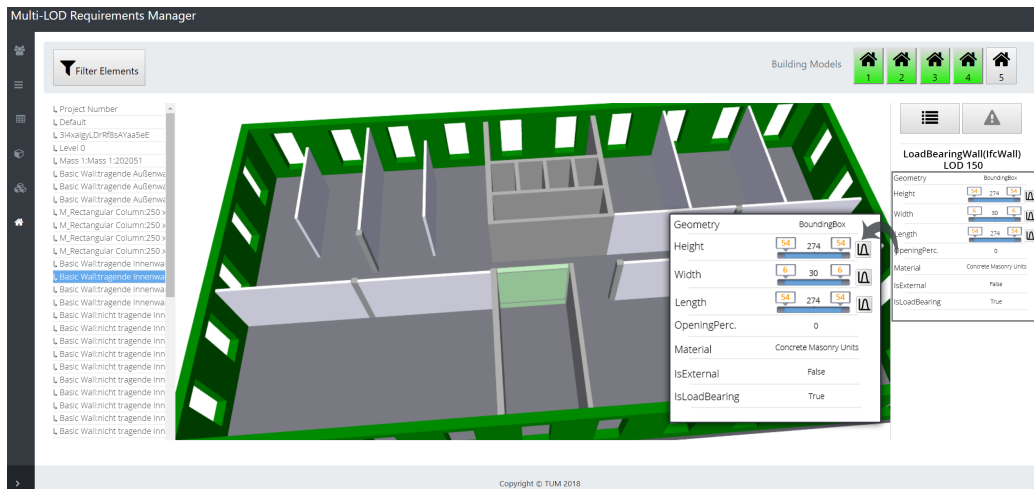 Multi-LOD Requirements Manager
Filter Elements
Building Models
1
2
3
4
5
Project Number
Default
3l4xaIgyLDrRf8sAYaa5eE
Level 0
Mass 1:Mass 1:202051
Basic Wall:tragende Außenwa
Basic Wall:tragende Außenwa
Basic Wall:tragende Außenwa
M_Rectangular Column:250 x
M_Rectangular Column:250 x
M_Rectangular Column:250 x
M_Rectangular Column:250 x
Basic Wall:tragende Innenwa
Basic Wall:tragende Innenwa
Basic Wall:tragende Innenwa
Basic Wall:tragende Innenwa
Basic Wall:nicht tragende Inn
Basic Wall:nicht tragende Inn
Basic Wall:nicht tragende Inn
Basic Wall:nicht tragende Inn
Basic Wall:nicht tragende Inn
Basic Wall:nicht tragende Inn
Basic Wall:nicht tragende Inn
Basic Wall:nicht tragende Inn
Basic Wall:nicht tragende Inn
Basic Wall:nicht tragende Inn
Geometry BoundingBox
Height 54 274 54
Width 6 30 6
Length 54 274 54
OpeningPerc. 0
Material Concrete Masonry Units
IsExternal False
IsLoadBearing True
LoadBearingWall(IfcWall)
LOD 150
Geometry BoundingBox
Height 54 274 54
Width 6 30 6
Length 54 274 54
OpeningPerc. 0
Material Concrete Masonry Units
IsExternal False
IsLoadBearing True
Copyright © TUM 2018